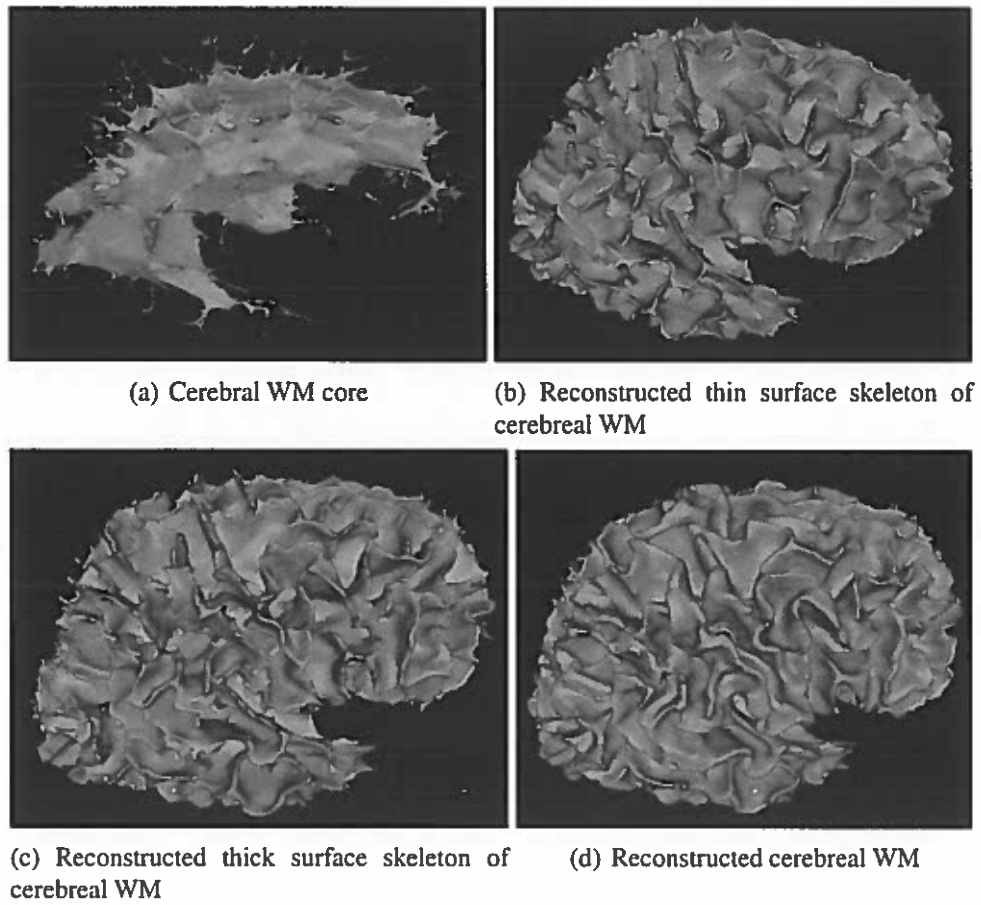 (a) Cerebral WM core
(b) Reconstructed thin surface skeleton of
cerebreal WM
(c) Reconstructed thick surface skeleton of
cerebreal WM
(d) Reconstructed cerebreal WM